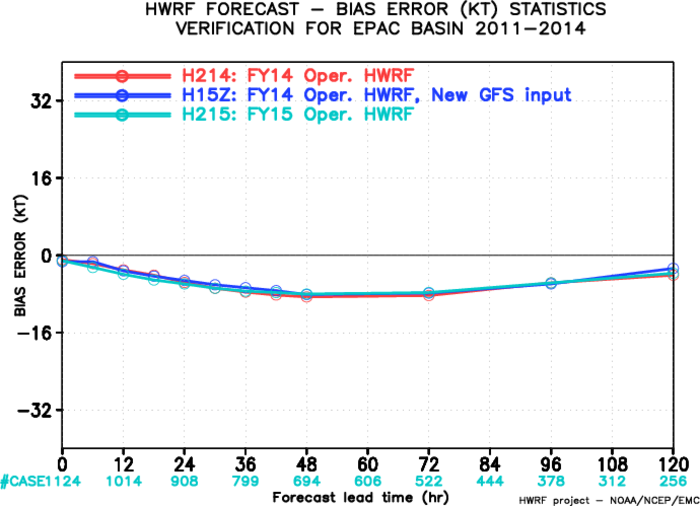 HWRF FORECAST – BIAS ERROR (KT) STATISTICS
VERIFICATION FOR EPAC BASIN 2011–2014
H214: FY14 Oper. HWRF
H15Z: FY14 Oper. HWRF, New GFS input
H215: FY15 Oper. HWRF
32
16
0
−16
−32
BIAS ERROR (KT)
0 12 24 36 48 60 72 84 96 108 120
#CASE1124 1014 908 799 694 606 522 444 378 312 256
Forecast lead time (hr)
HWRF project – NOAA/NCEP/EMC